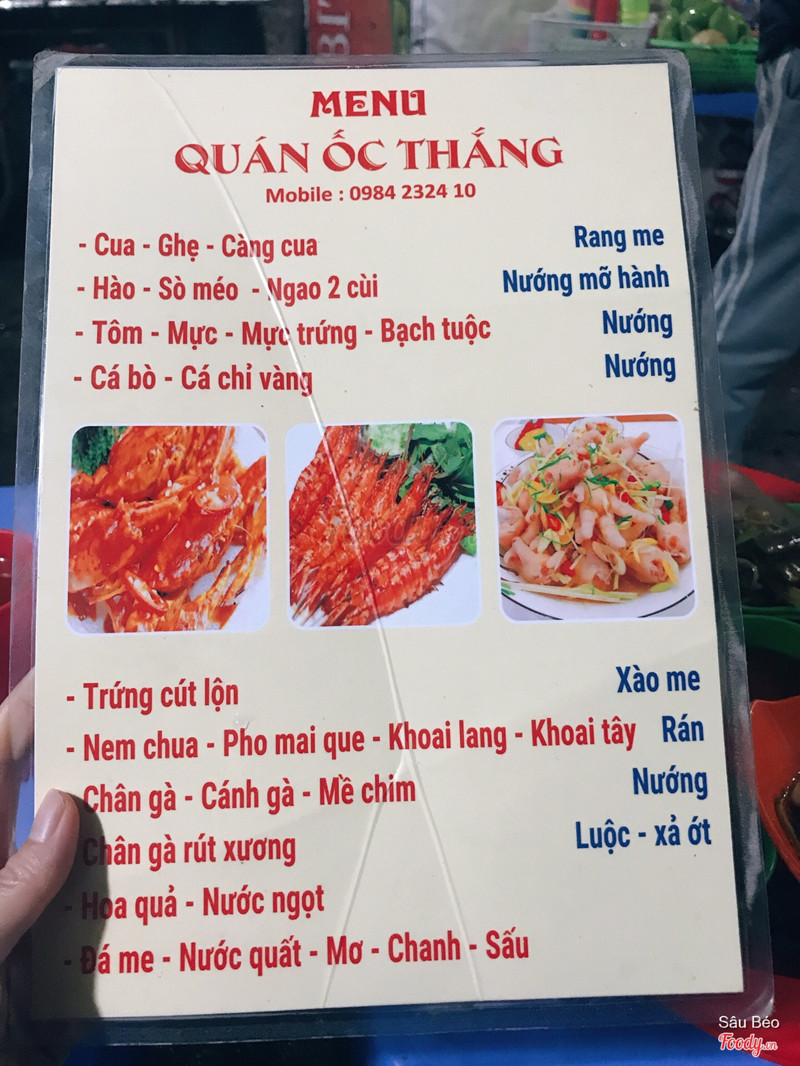 MENU
QUÁN ỐC THẮNG
Mobile : 0984 2324 10
- Cua - Ghẹ - Càng cua Rang me
- Hào - Sò méo - Ngao 2 cùi Nướng mỡ hành
- Tôm - Mực - Mực trứng - Bạch tuộc Nướng
- Cá bò - Cá chỉ vàng Nướng
- Trứng cút lộn Xào me
- Nem chua - Pho mai que - Khoai lang - Khoai tây Rán
Chân gà - Cánh gà - Mề chim Nướng
Chân gà rút xương Luộc - xả ớt
- Hoa quả - Nước ngọt
- Đá me - Nước quất - Mơ - Chanh - Sấu
Sâu Béo
Foody.vn